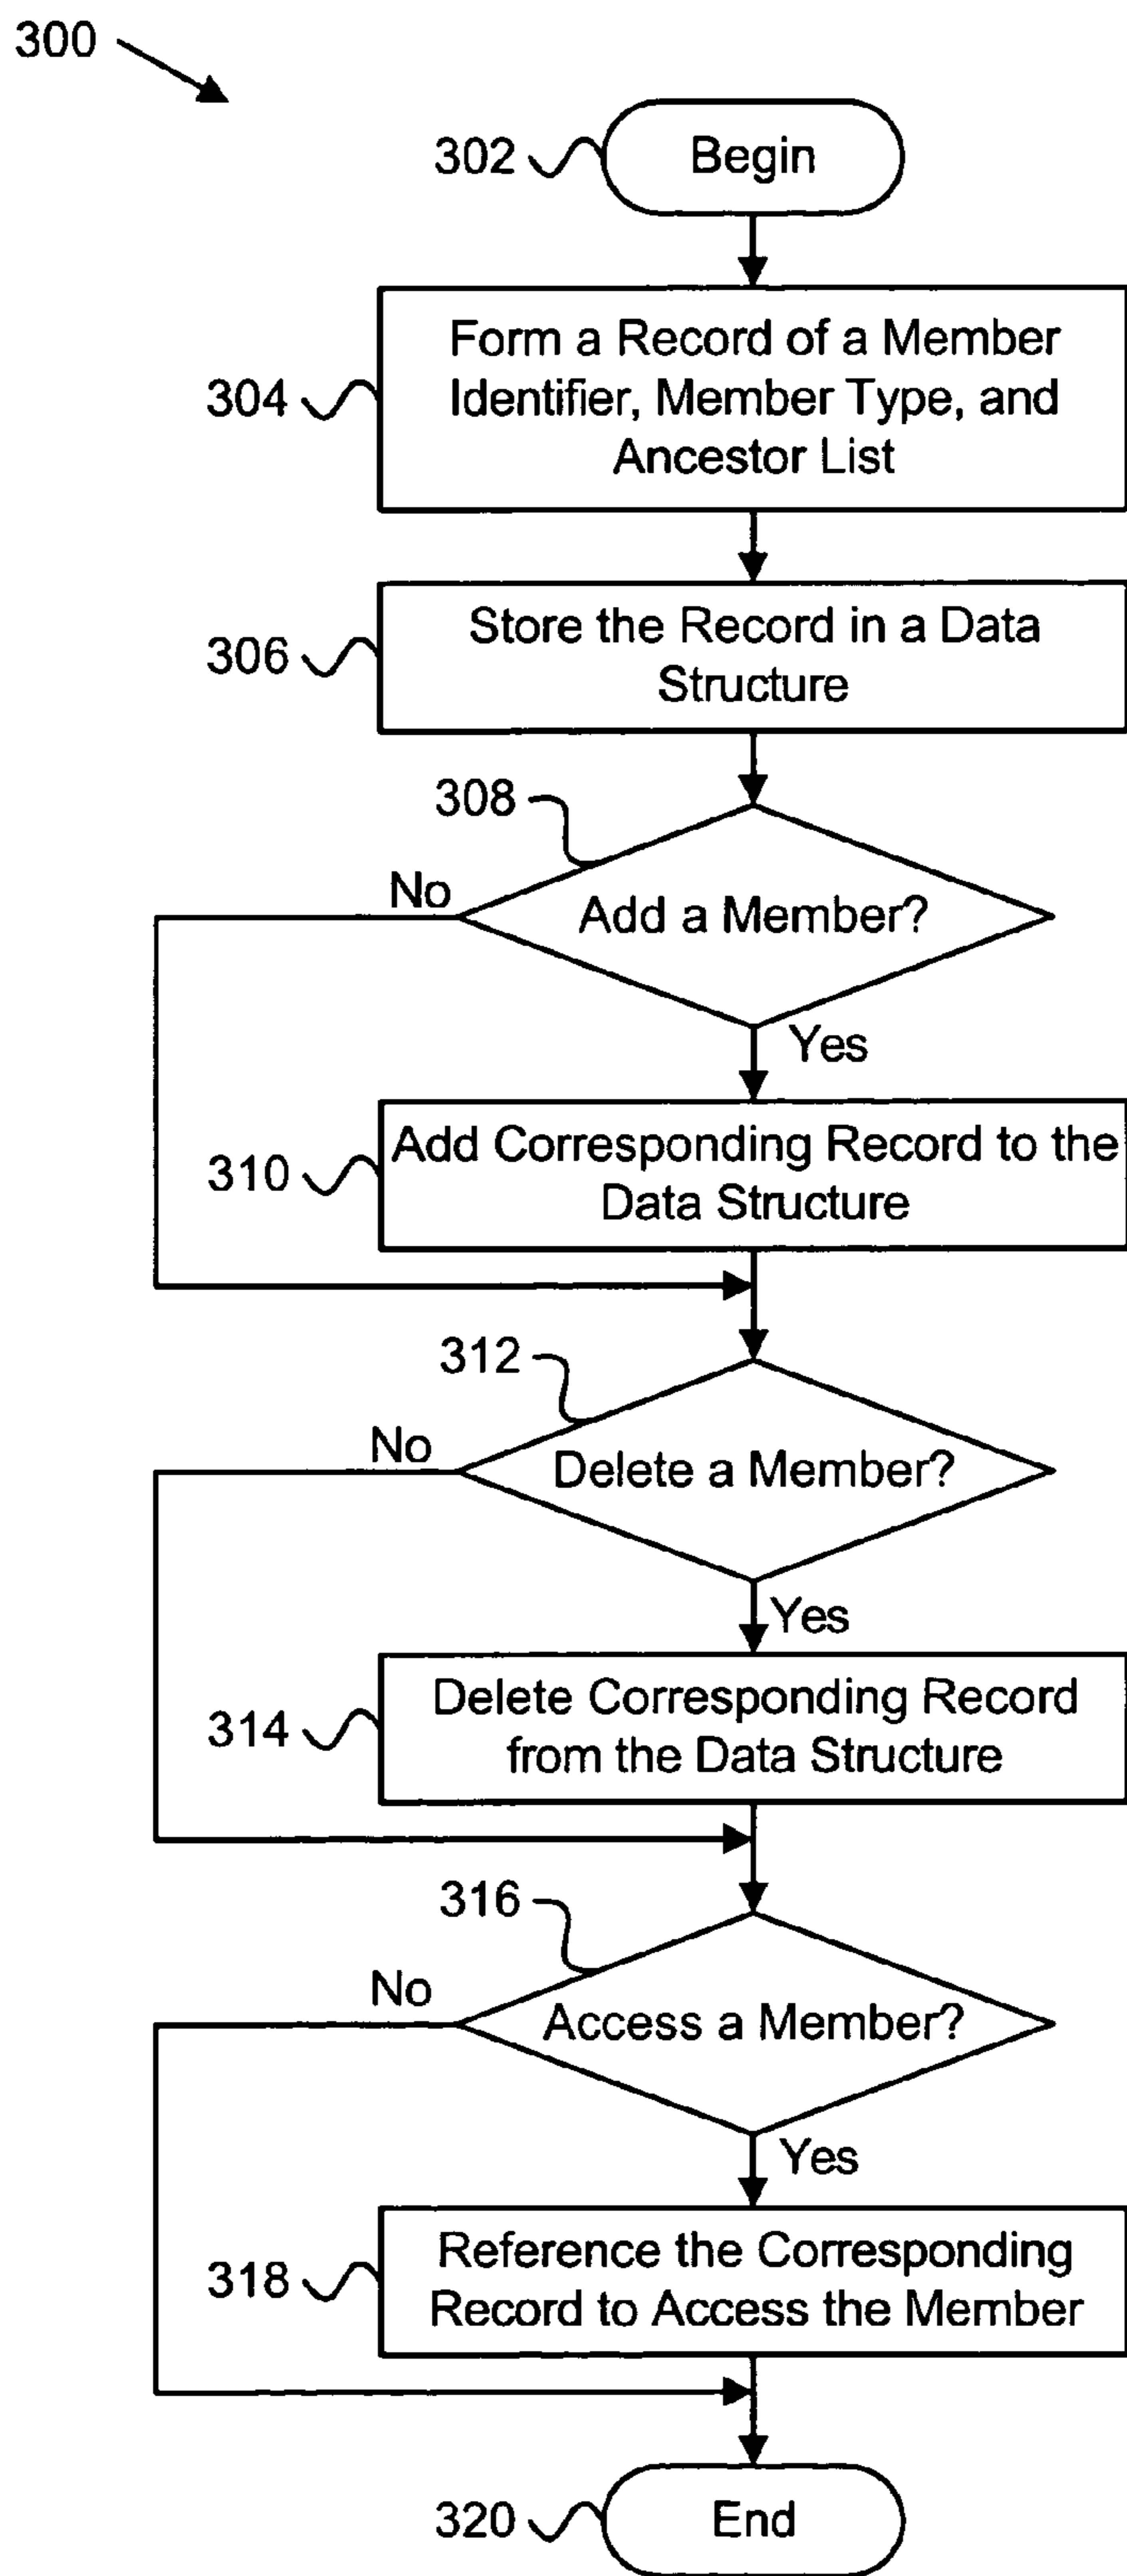 300
302
Begin
304
Form a Record of a Member
Identifier, Member Type, and
Ancestor List
306
Store the Record in a Data
Structure
308
No
Add a Member?
Yes
310
Add Corresponding Record to the
Data Structure
312
No
Delete a Member?
Yes
314
Delete Corresponding Record
from the Data Structure
316
No
Access a Member?
Yes
318
Reference the Corresponding
Record to Access the Member
320
End